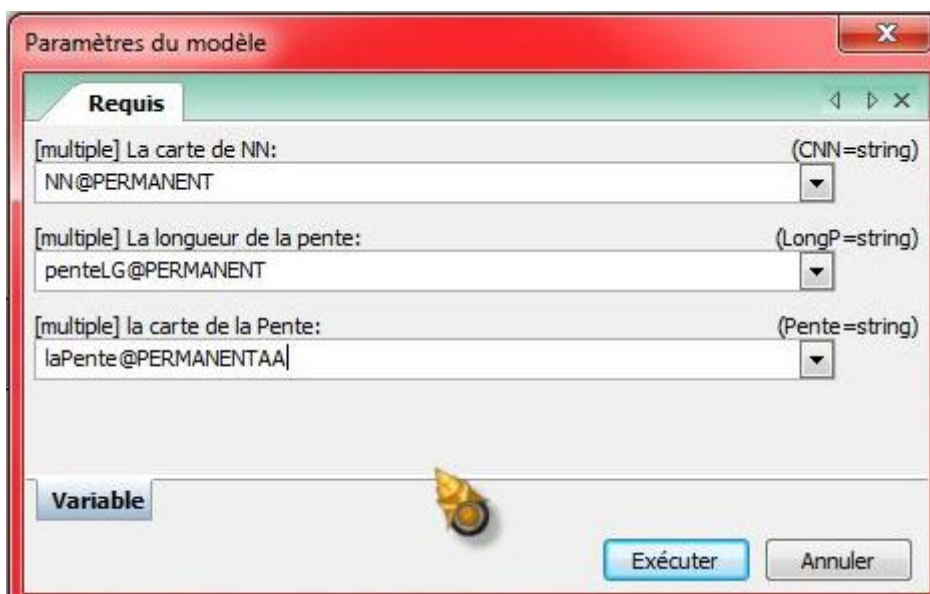 Paramètres du modèle
Requis
[multiple] La carte de NN: (CNN=string)
NN@PERMANENT
[multiple] La longueur de la pente: (LongP=string)
penteLG@PERMANENT
[multiple] la carte de la Pente: (Pente=string)
laPente@PERMANENTAA
Variable
Exécuter Annuler